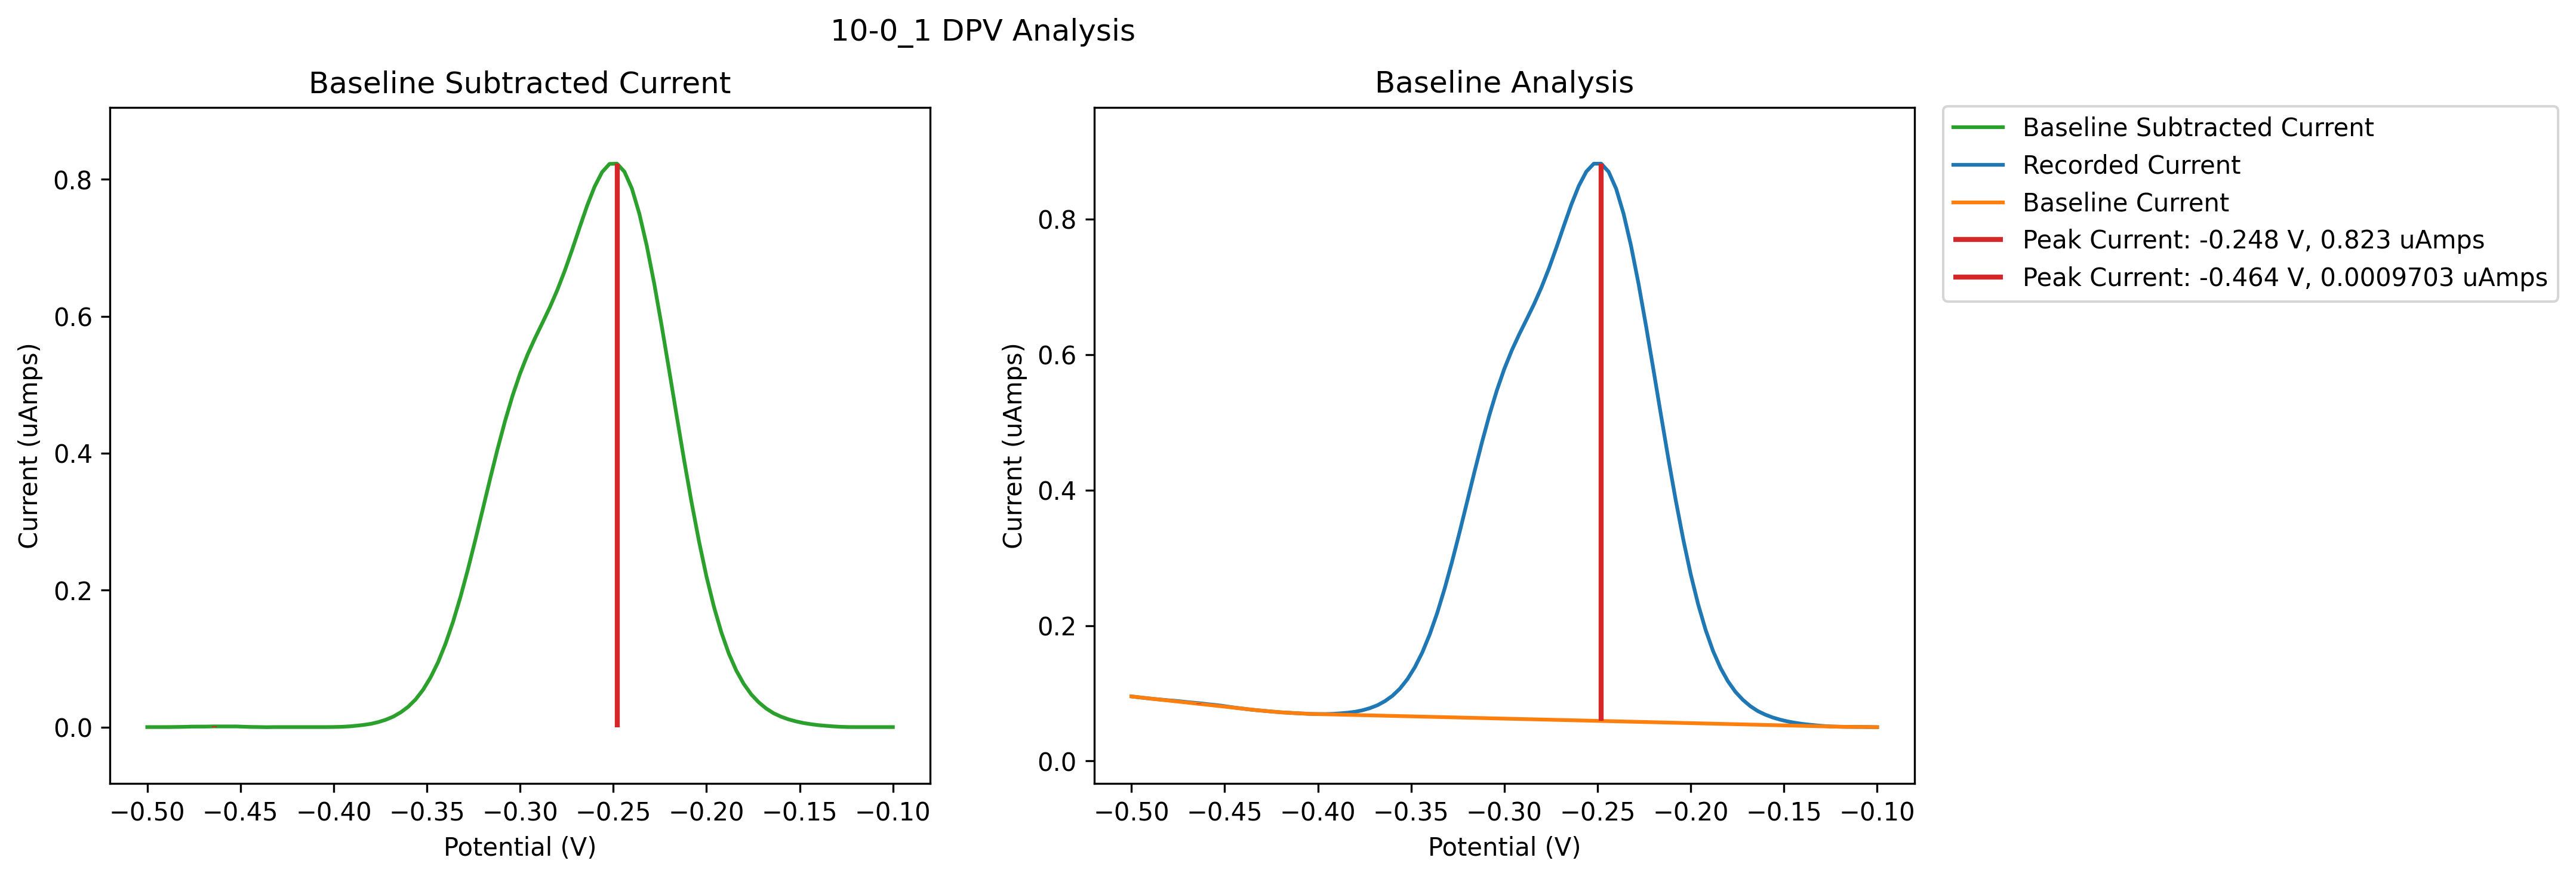 10-0_1 DPV Analysis
Baseline Subtracted Current
Current (uAmps)
0.8
0.6
0.4
0.2
0.0
−0.50 −0.45 −0.40 −0.35 −0.30 −0.25 −0.20 −0.15 −0.10
Potential (V)
Baseline Analysis
Current (uAmps)
0.8
0.6
0.4
0.2
0.0
−0.50 −0.45 −0.40 −0.35 −0.30 −0.25 −0.20 −0.15 −0.10
Potential (V)
Baseline Subtracted Current
Recorded Current
Baseline Current
Peak Current: -0.248 V, 0.823 uAmps
Peak Current: -0.464 V, 0.0009703 uAmps